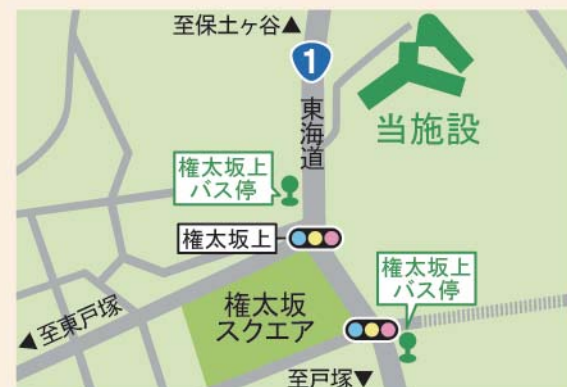 至保土ヶ谷▲
1
東海道
当施設
権太坂上
バス停
権太坂上
権太坂上
バス停
権太坂
スクエア
◀至東戸塚
至戸塚▼